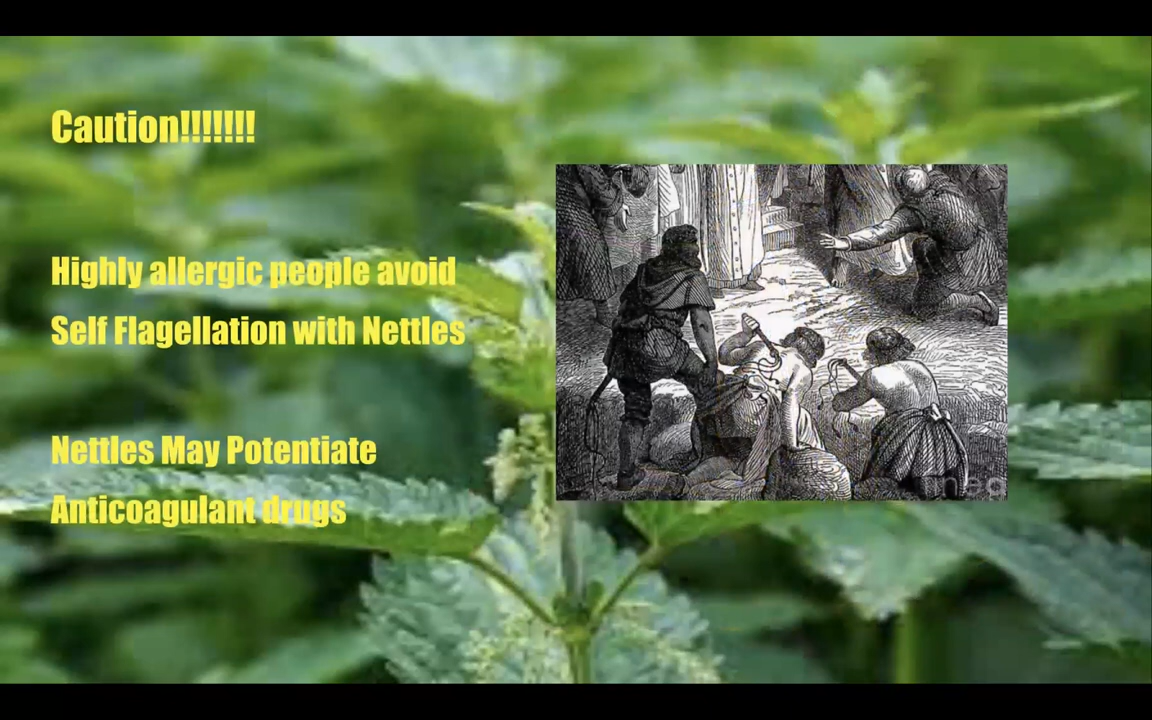 Caution!!!!!!!
Highly allergic people avoid
Self Flagellation with Nettles
Nettles May Potentiate
Anticoagulant drugs